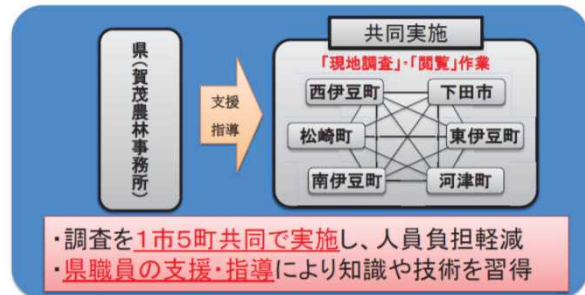 県(賀茂農林事務所)
支援
指導
共同実施
「現地調査」・「閲覧」作業
西伊豆町
下田市
松崎町
東伊豆町
南伊豆町
河津町
・調査を1市5町共同で実施し、人員負担軽減
・県職員の支援・指導により知識や技術を習得